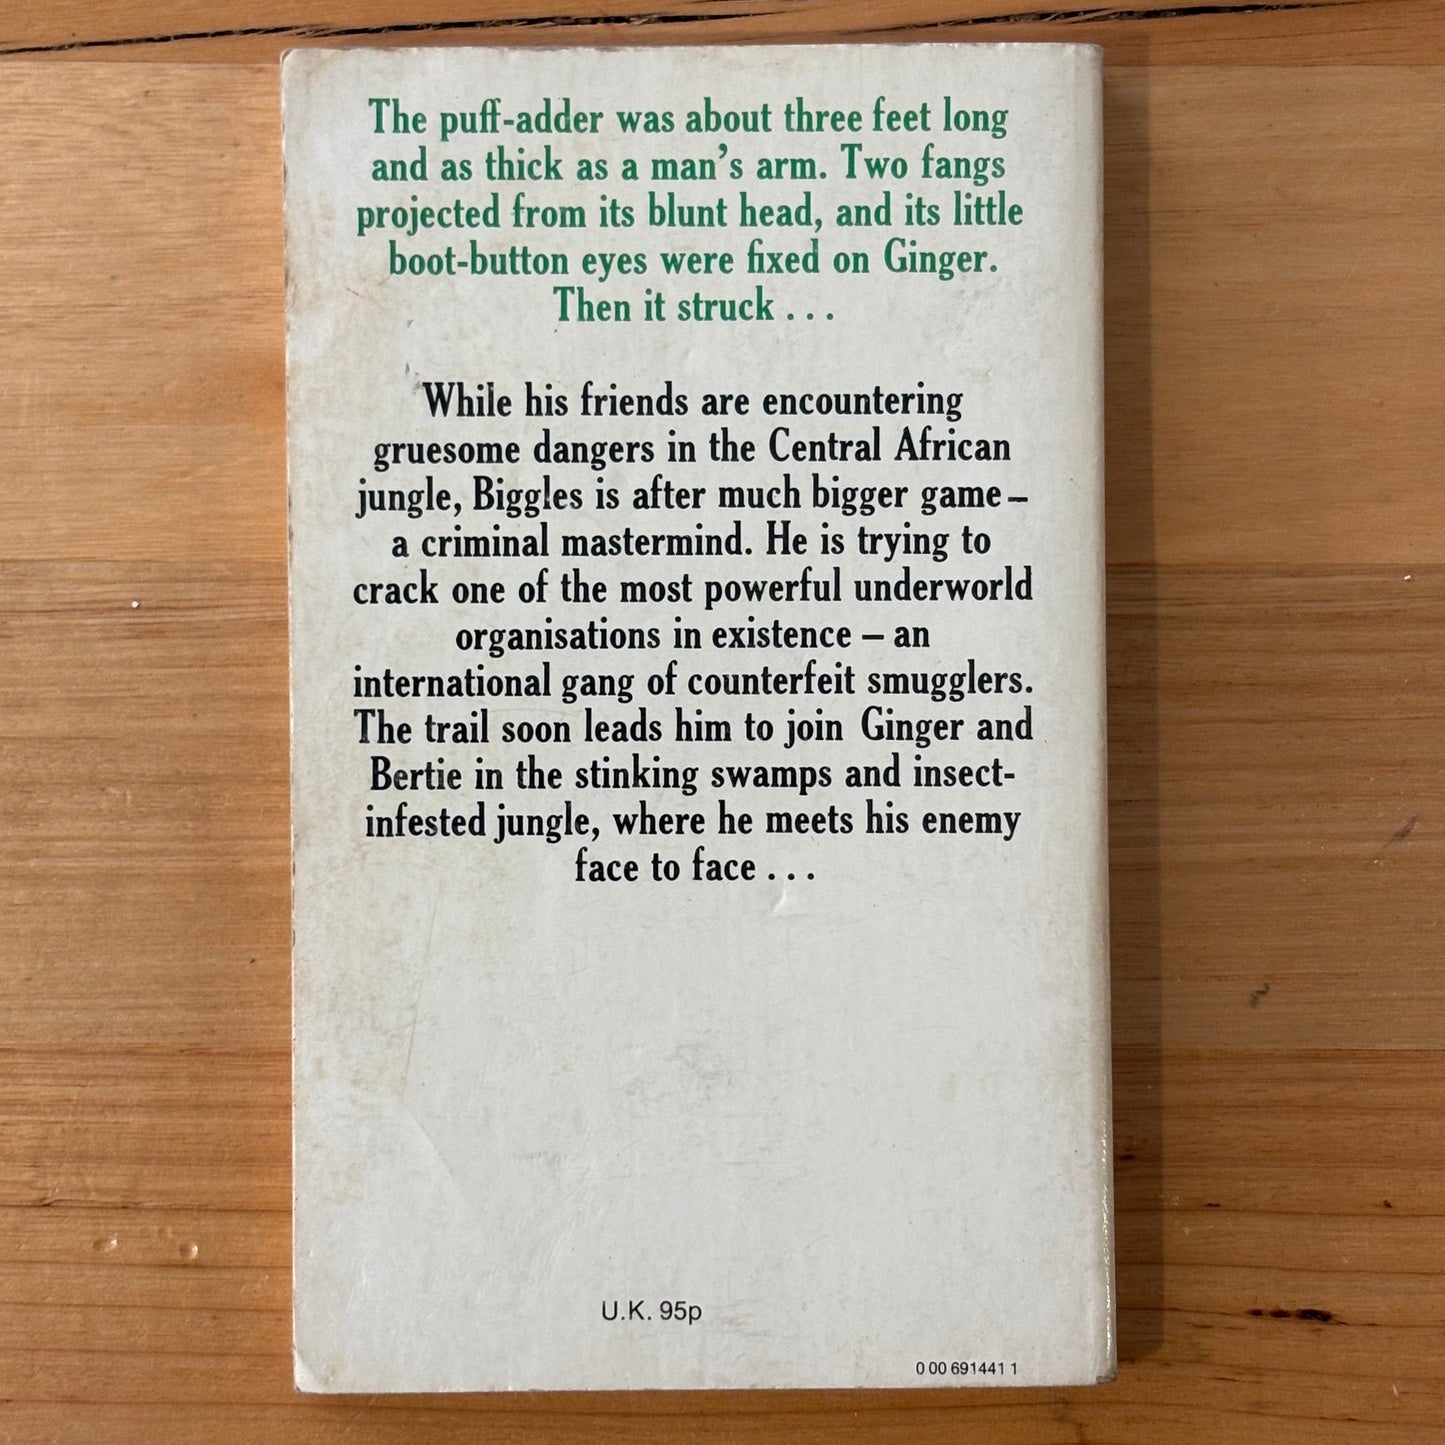 The puff-adder was about three feet long
and as thick as a man's arm. Two fangs
projected from its blunt head, and its little
boot-button eyes were fixed on Ginger.
Then it struck . . .
While his friends are encountering
gruesome dangers in the Central African
jungle, Biggles is after much bigger game –
a criminal mastermind. He is trying to
crack one of the most powerful underworld
organisations in existence – an
international gang of counterfeit smugglers.
The trail soon leads him to join Ginger and
Bertie in the stinking swamps and insect-
infested jungle, where he meets his enemy
face to face . . .
U.K. 95p
0 00 691441 1